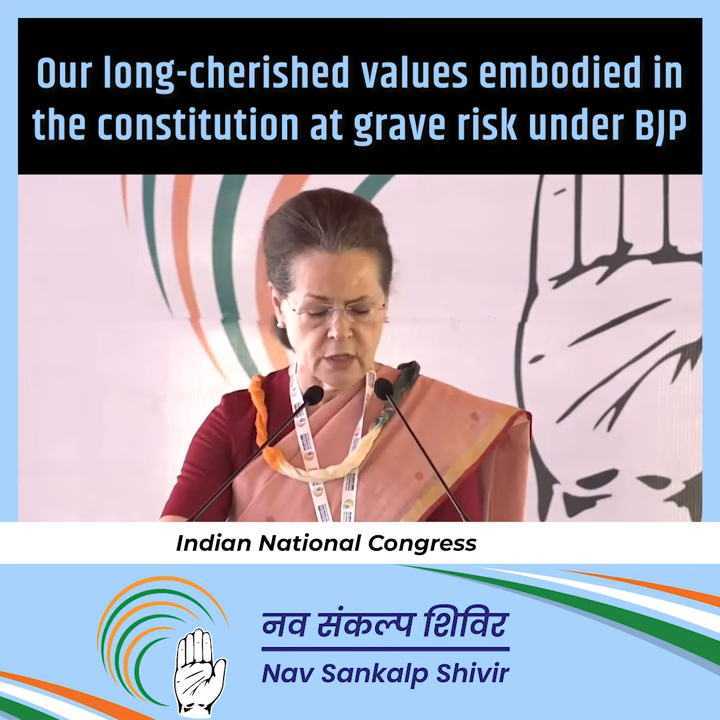 Our long-cherished values embodied in
the constitution at grave risk under BJP
Indian National Congress
नव संकल्प शिविर
Nav Sankalp Shivir